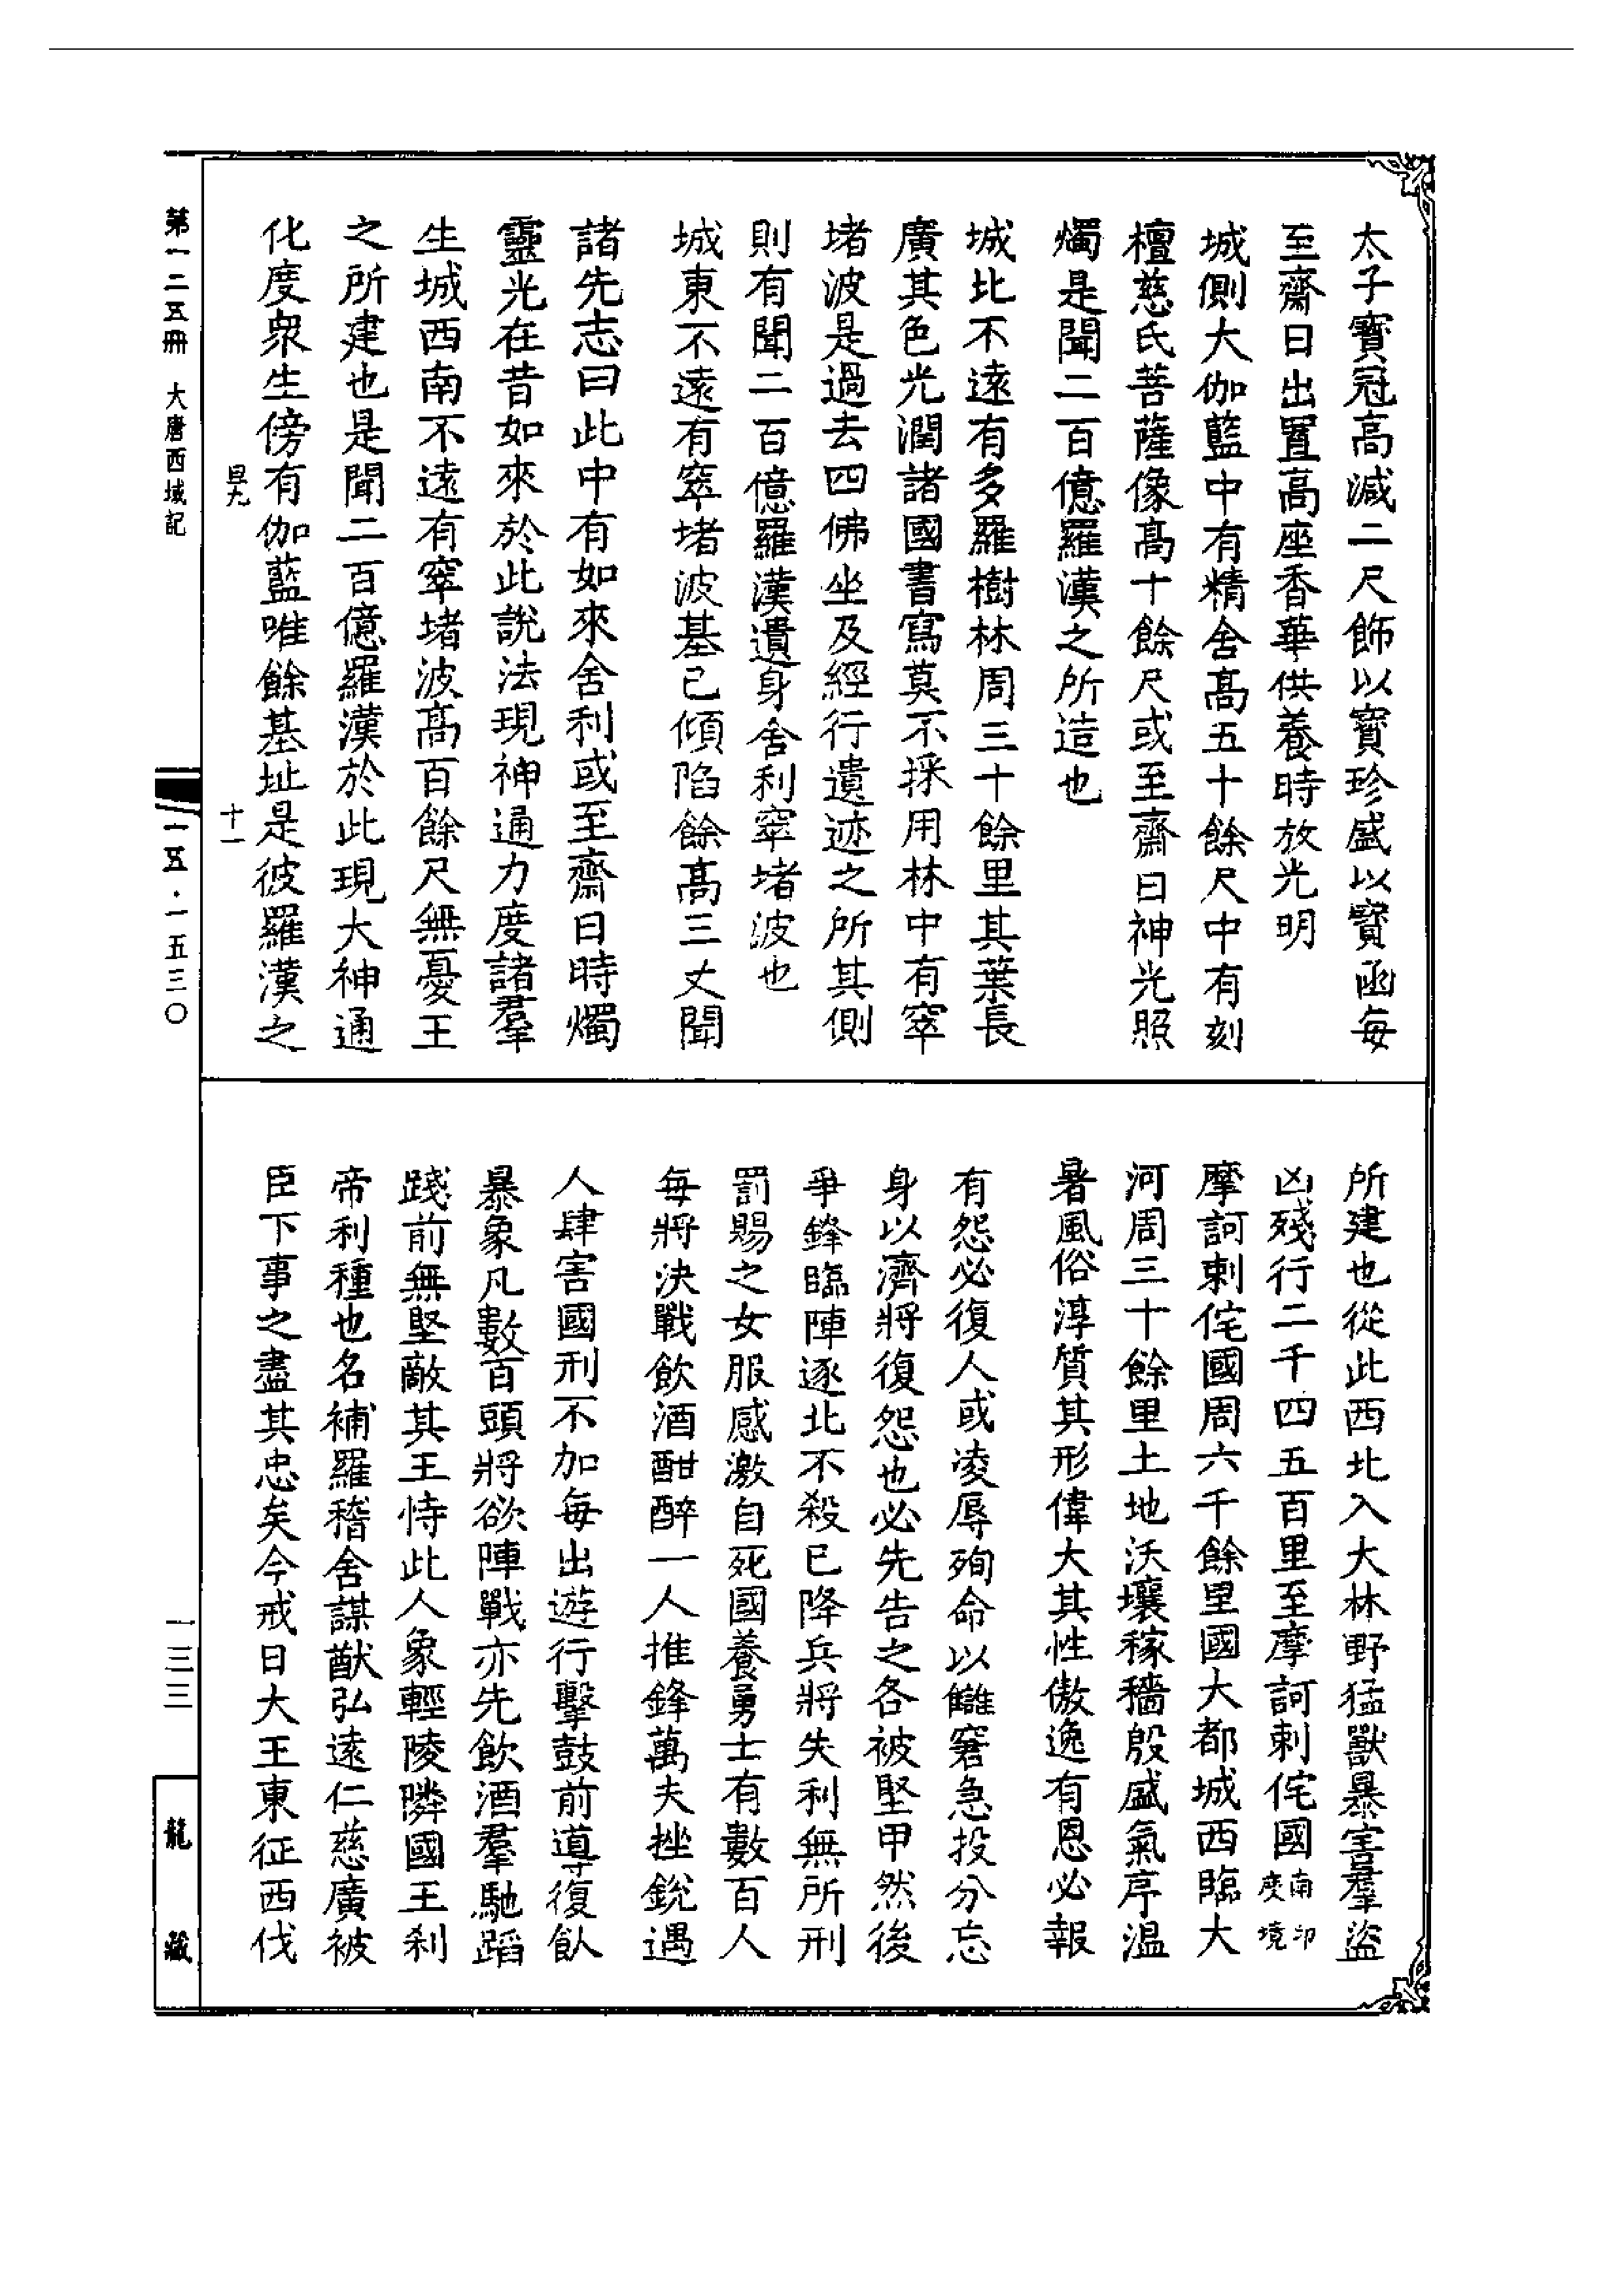 太子寶冠高減二尺飾以寶珍盛以寶函每
至齋日出置高座香華供養時放光明
城側大伽藍中有精舍高五十餘尺中有刻
檀慈氏菩薩像高十餘尺或至齋日神光照
燭是聞二百億羅漢之所造也
城北不遠有多羅樹林周三十餘里其葉長
廣其色光潤諸國書寫莫不採用林中有窣
堵波是過去四佛坐及經行遺迹之所其側
則有聞二百億羅漢遺身舍利窣堵波也
城東不遠有窣堵波基已傾陷餘高三丈聞
諸先志曰此中有如來舍利或至齋日時燭
靈光在昔如來於此說法現神通力度諸羣
生城西南不遠有窣堵波高百餘尺無憂王
之所建也是聞二百億羅漢於此現大神通
化度衆生傍有伽藍唯餘基址是彼羅漢之
十一
所建也從此西北入大林野猛獸暴害羣盜
凶殘行二千四五百里至摩訶剌侘國南印度境
摩訶剌侘國周六千餘里國大都城西臨大
河周三十餘里土地沃壤稼穡殷盛氣序温
暑風俗淳質其形偉大其性傲逸有恩必報
有怨必復人或凌辱殉命以讎窘急投分忘
身以濟將復怨也必先告之各被堅甲然後
爭鋒臨陣逐北不殺已降兵將失利無所刑
罰賜之女服感激自死國養勇士有數百人
每將決戰飲酒酣醉一人摧鋒萬夫挫銳遇
人肆害國刑不加每出遊行擊鼓前導復飲
暴象凡數百頭將欲陣戰亦先飲酒羣馳蹈
踐前無堅敵其王恃此人象輕陵隣國王剎
帝利種也名補羅稽舍謀猷弘遠仁慈廣被
臣下事之盡其忠矣今戒日大王東征西伐
第一二五冊 大唐西域記
一五·一五三〇
一三三
龍藏